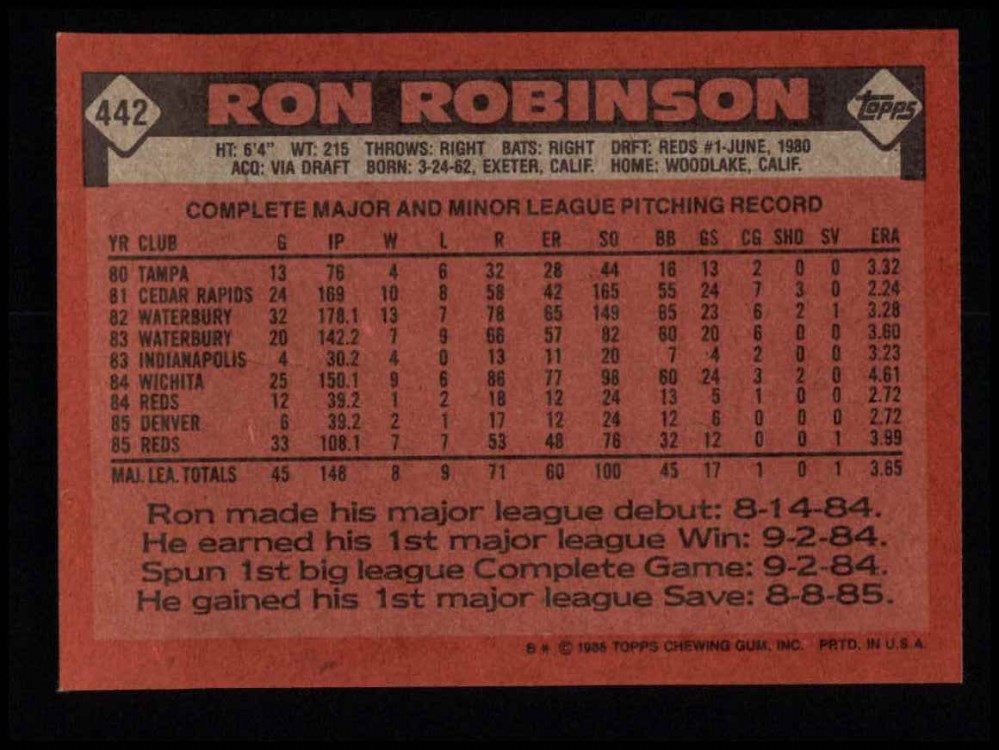 442 RON ROBINSON topps
HT: 6'4" WT: 215 THROWS: RIGHT BATS: RIGHT DRFT: REDS #1-JUNE, 1980
ACQ: VIA DRAFT BORN: 3-24-62, EXETER, CALIF. HOME: WOODLAKE, CALIF.
COMPLETE MAJOR AND MINOR LEAGUE PITCHING RECORD
YR CLUB G IP W L R ER SO BB GS CG SHO SV ERA
80 TAMPA 13 76 4 6 32 28 44 16 13 2 0 0 3.32
81 CEDAR RAPIDS 24 169 10 8 58 42 165 55 24 7 3 0 2.24
82 WATERBURY 32 178.1 13 7 78 65 149 65 23 6 2 1 3.28
83 WATERBURY 20 142.2 7 9 66 57 82 60 20 6 0 0 3.60
83 INDIANAPOLIS 4 30.2 4 0 13 11 20 7 4 2 0 0 3.23
84 WICHITA 25 150.1 9 6 86 77 98 60 24 3 2 0 4.61
84 REDS 12 39.2 1 2 18 12 24 13 5 1 0 0 2.72
85 DENVER 6 39.2 2 1 17 12 24 12 6 0 0 0 2.72
85 REDS 33 108.1 7 7 53 48 76 32 12 0 0 1 3.99
MAJ. LEA. TOTALS 45 148 8 9 71 60 100 45 17 1 0 1 3.65
Ron made his major league debut: 8-14-84.
He earned his 1st major league Win: 9-2-84.
Spun 1st big league Complete Game: 9-2-84.
He gained his 1st major league Save: 8-8-85.
B * © 1986 TOPPS CHEWING GUM, INC. PRTD. IN U.S.A.